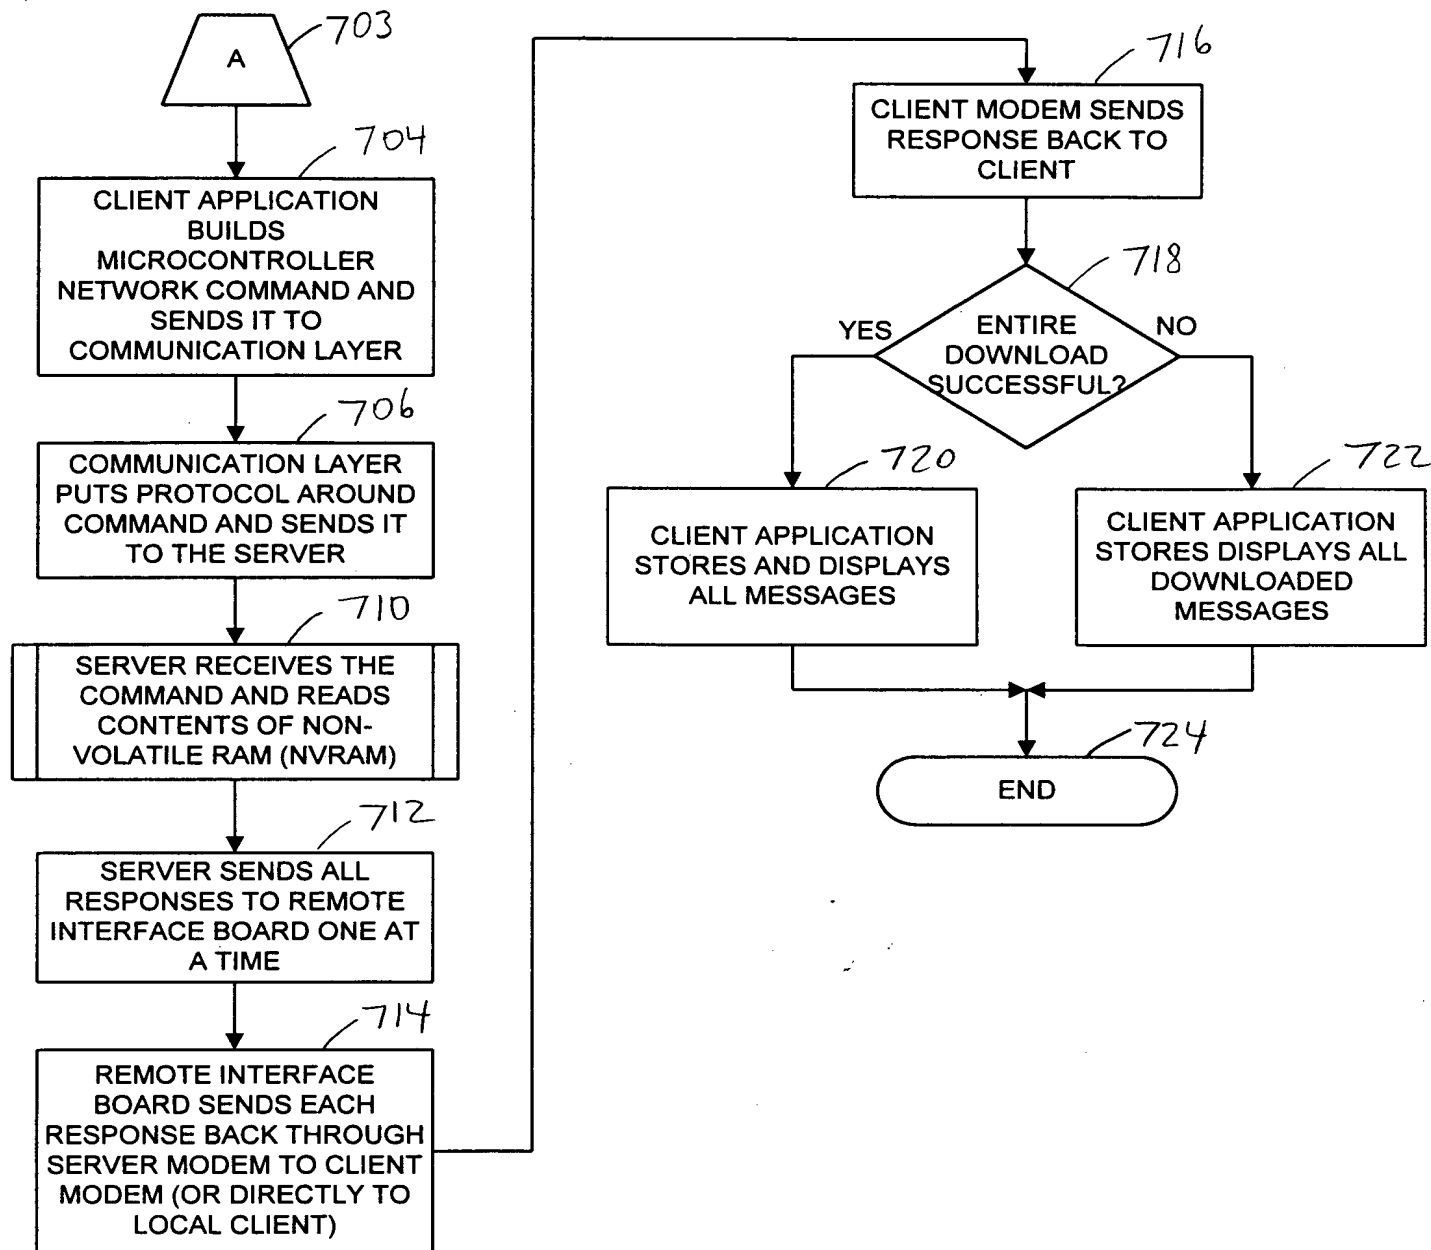 703
A
704
CLIENT APPLICATION
BUILDS
MICROCONTROLLER
NETWORK COMMAND AND
SENDS IT TO
COMMUNICATION LAYER
706
COMMUNICATION LAYER
PUTS PROTOCOL AROUND
COMMAND AND SENDS IT
TO THE SERVER
710
SERVER RECEIVES THE
COMMAND AND READS
CONTENTS OF NON-
VOLATILE RAM (NVRAM)
712
SERVER SENDS ALL
RESPONSES TO REMOTE
INTERFACE BOARD ONE AT
A TIME
714
REMOTE INTERFACE
BOARD SENDS EACH
RESPONSE BACK THROUGH
SERVER MODEM TO CLIENT
MODEM (OR DIRECTLY TO
LOCAL CLIENT)
716
CLIENT MODEM SENDS
RESPONSE BACK TO
CLIENT
718
YES
ENTIRE
DOWNLOAD
SUCCESSFUL?
NO
720
CLIENT APPLICATION
STORES AND DISPLAYS
ALL MESSAGES
722
CLIENT APPLICATION
STORES DISPLAYS ALL
DOWNLOADED
MESSAGES
724
END